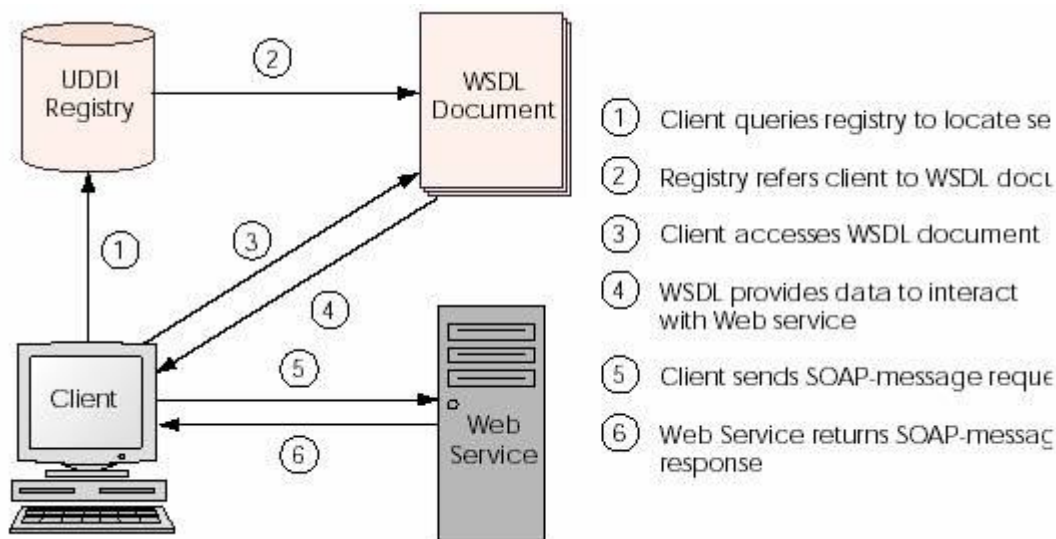 UDDI
Registry
2
WSDL
Document
1
3
4
Client
5
6
Web
Service
1 Client queries registry to locate se
2 Registry refers client to WSDL docu
3 Client accesses WSDL document
4 WSDL provides data to interact
with Web service
5 Client sends SOAP-message reque
6 Web Service returns SOAP-messag
response